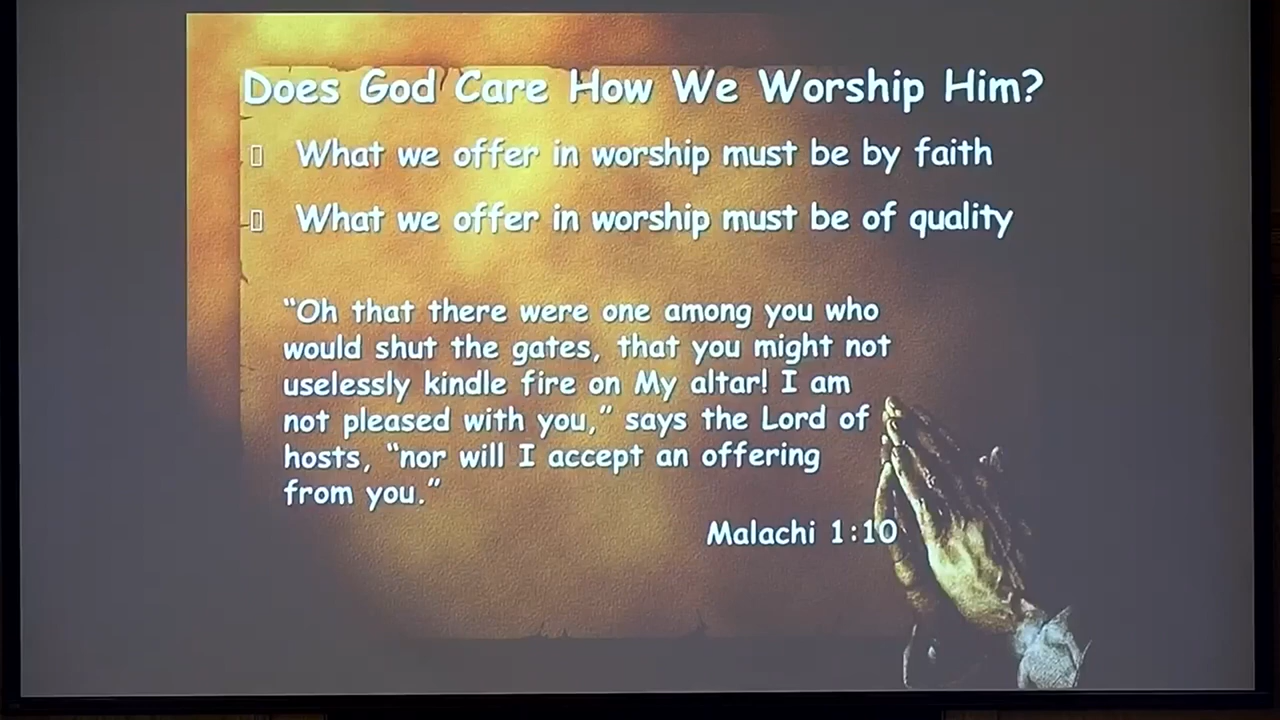 Does God Care How We Worship Him?
What we offer in worship must be by faith
What we offer in worship must be of quality
“Oh that there were one among you who
would shut the gates, that you might not
uselessly kindle fire on My altar! I am
not pleased with you,” says the Lord of
hosts, “nor will I accept an offering
from you.”
Malachi 1:10